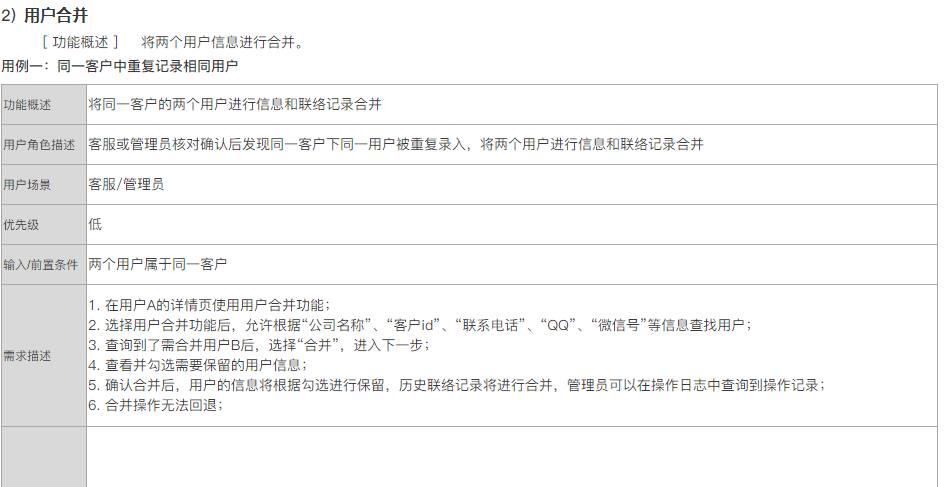 2) 用户合并
[ 功能概述 ] 将两个用户信息进行合并。
用例一：同一客户中重复记录相同用户
功能概述 将同一客户的两个用户进行信息和联络记录合并
用户角色描述 客服或管理员核对确认后发现同一客户下同一用户被重复录入，将两个用户进行信息和联络记录合并
用户场景 客服/管理员
优先级 低
输入/前置条件 两个用户属于同一客户
需求描述
1. 在用户A的详情页使用用户合并功能；
2. 选择用户合并功能后，允许根据“公司名称”、“客户id”、“联系电话”、“QQ”、“微信号”等信息查找用户；
3. 查询到了需合并用户B后，选择“合并”，进入下一步；
4. 查看并勾选需要保留的用户信息；
5. 确认合并后，用户的信息将根据勾选进行保留，历史联络记录将进行合并，管理员可以在操作日志中查询到操作记录；
6. 合并操作无法回退；